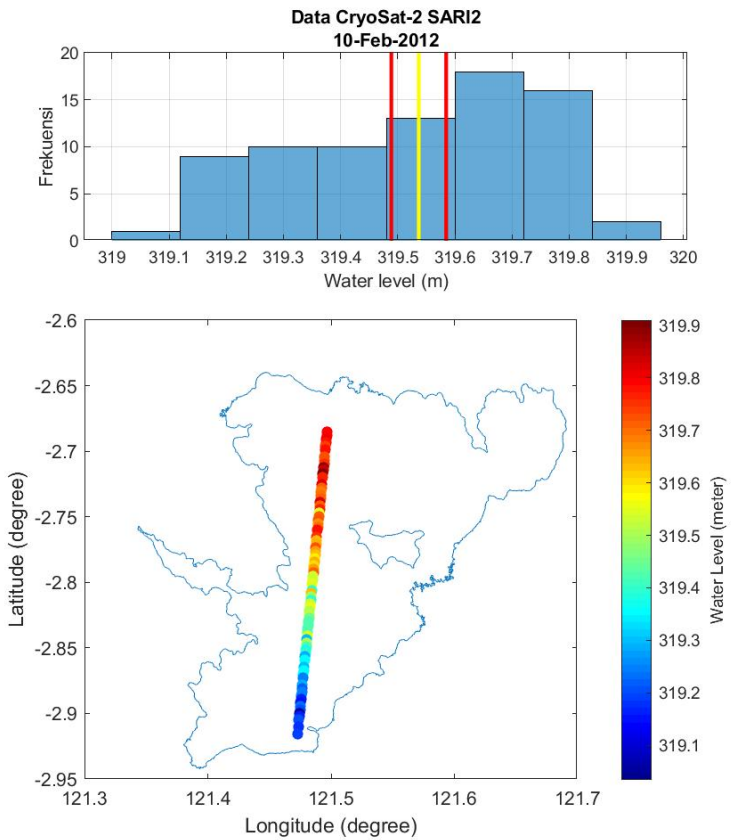 Data CryoSat-2 SARI2
10-Feb-2012
20
15
10
5
0
Frekuensi
319 319.1 319.2 319.3 319.4 319.5 319.6 319.7 319.8 319.9 320
Water level (m)
-2.6
-2.65
-2.7
-2.75
-2.8
-2.85
-2.9
-2.95
Latitude (degree)
121.3 121.4 121.5 121.6 121.7
Longitude (degree)
319.9
319.8
319.7
319.6
319.5
319.4
319.3
319.2
319.1
Water Level (meter)